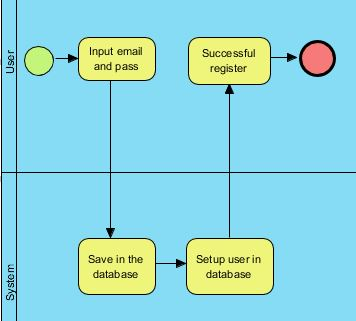 User
Input email
and pass
Successful
register
System
Save in the
database
Setup user in
database